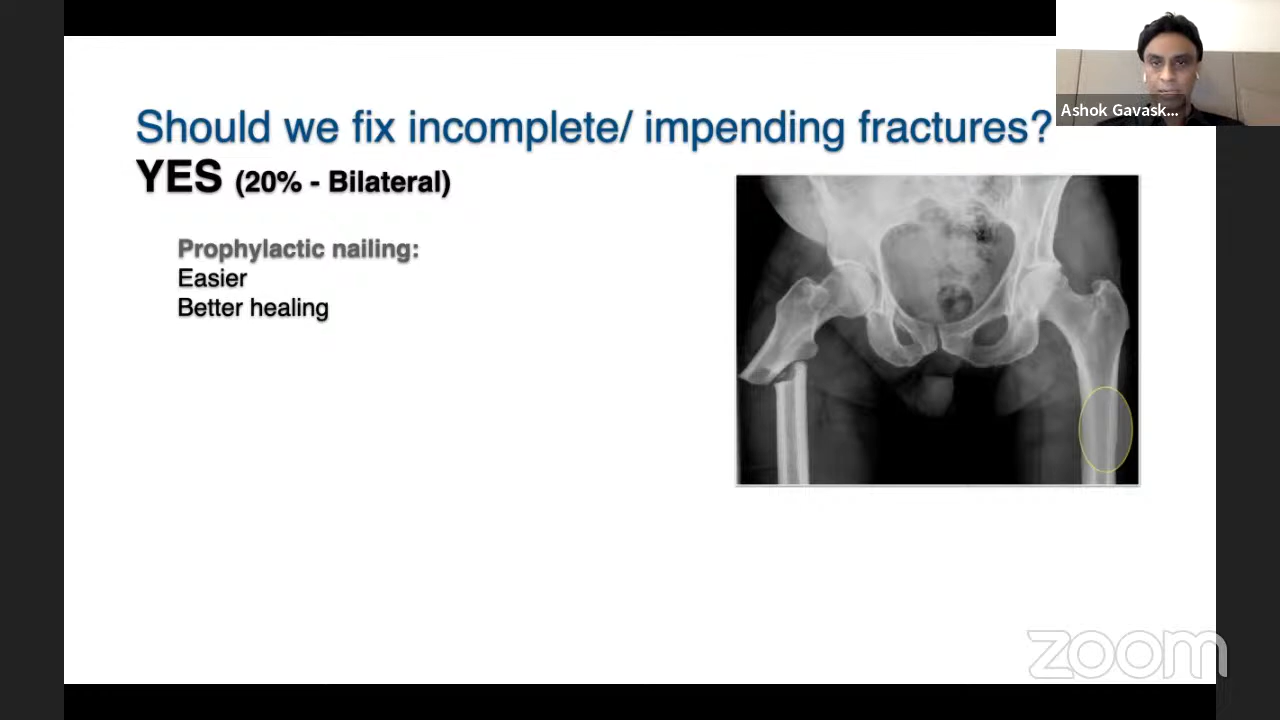 Should we fix incomplete/ impending fractures?
YES (20% - Bilateral)
Prophylactic nailing:
Easier
Better healing
Ashok Gavask...
zoom